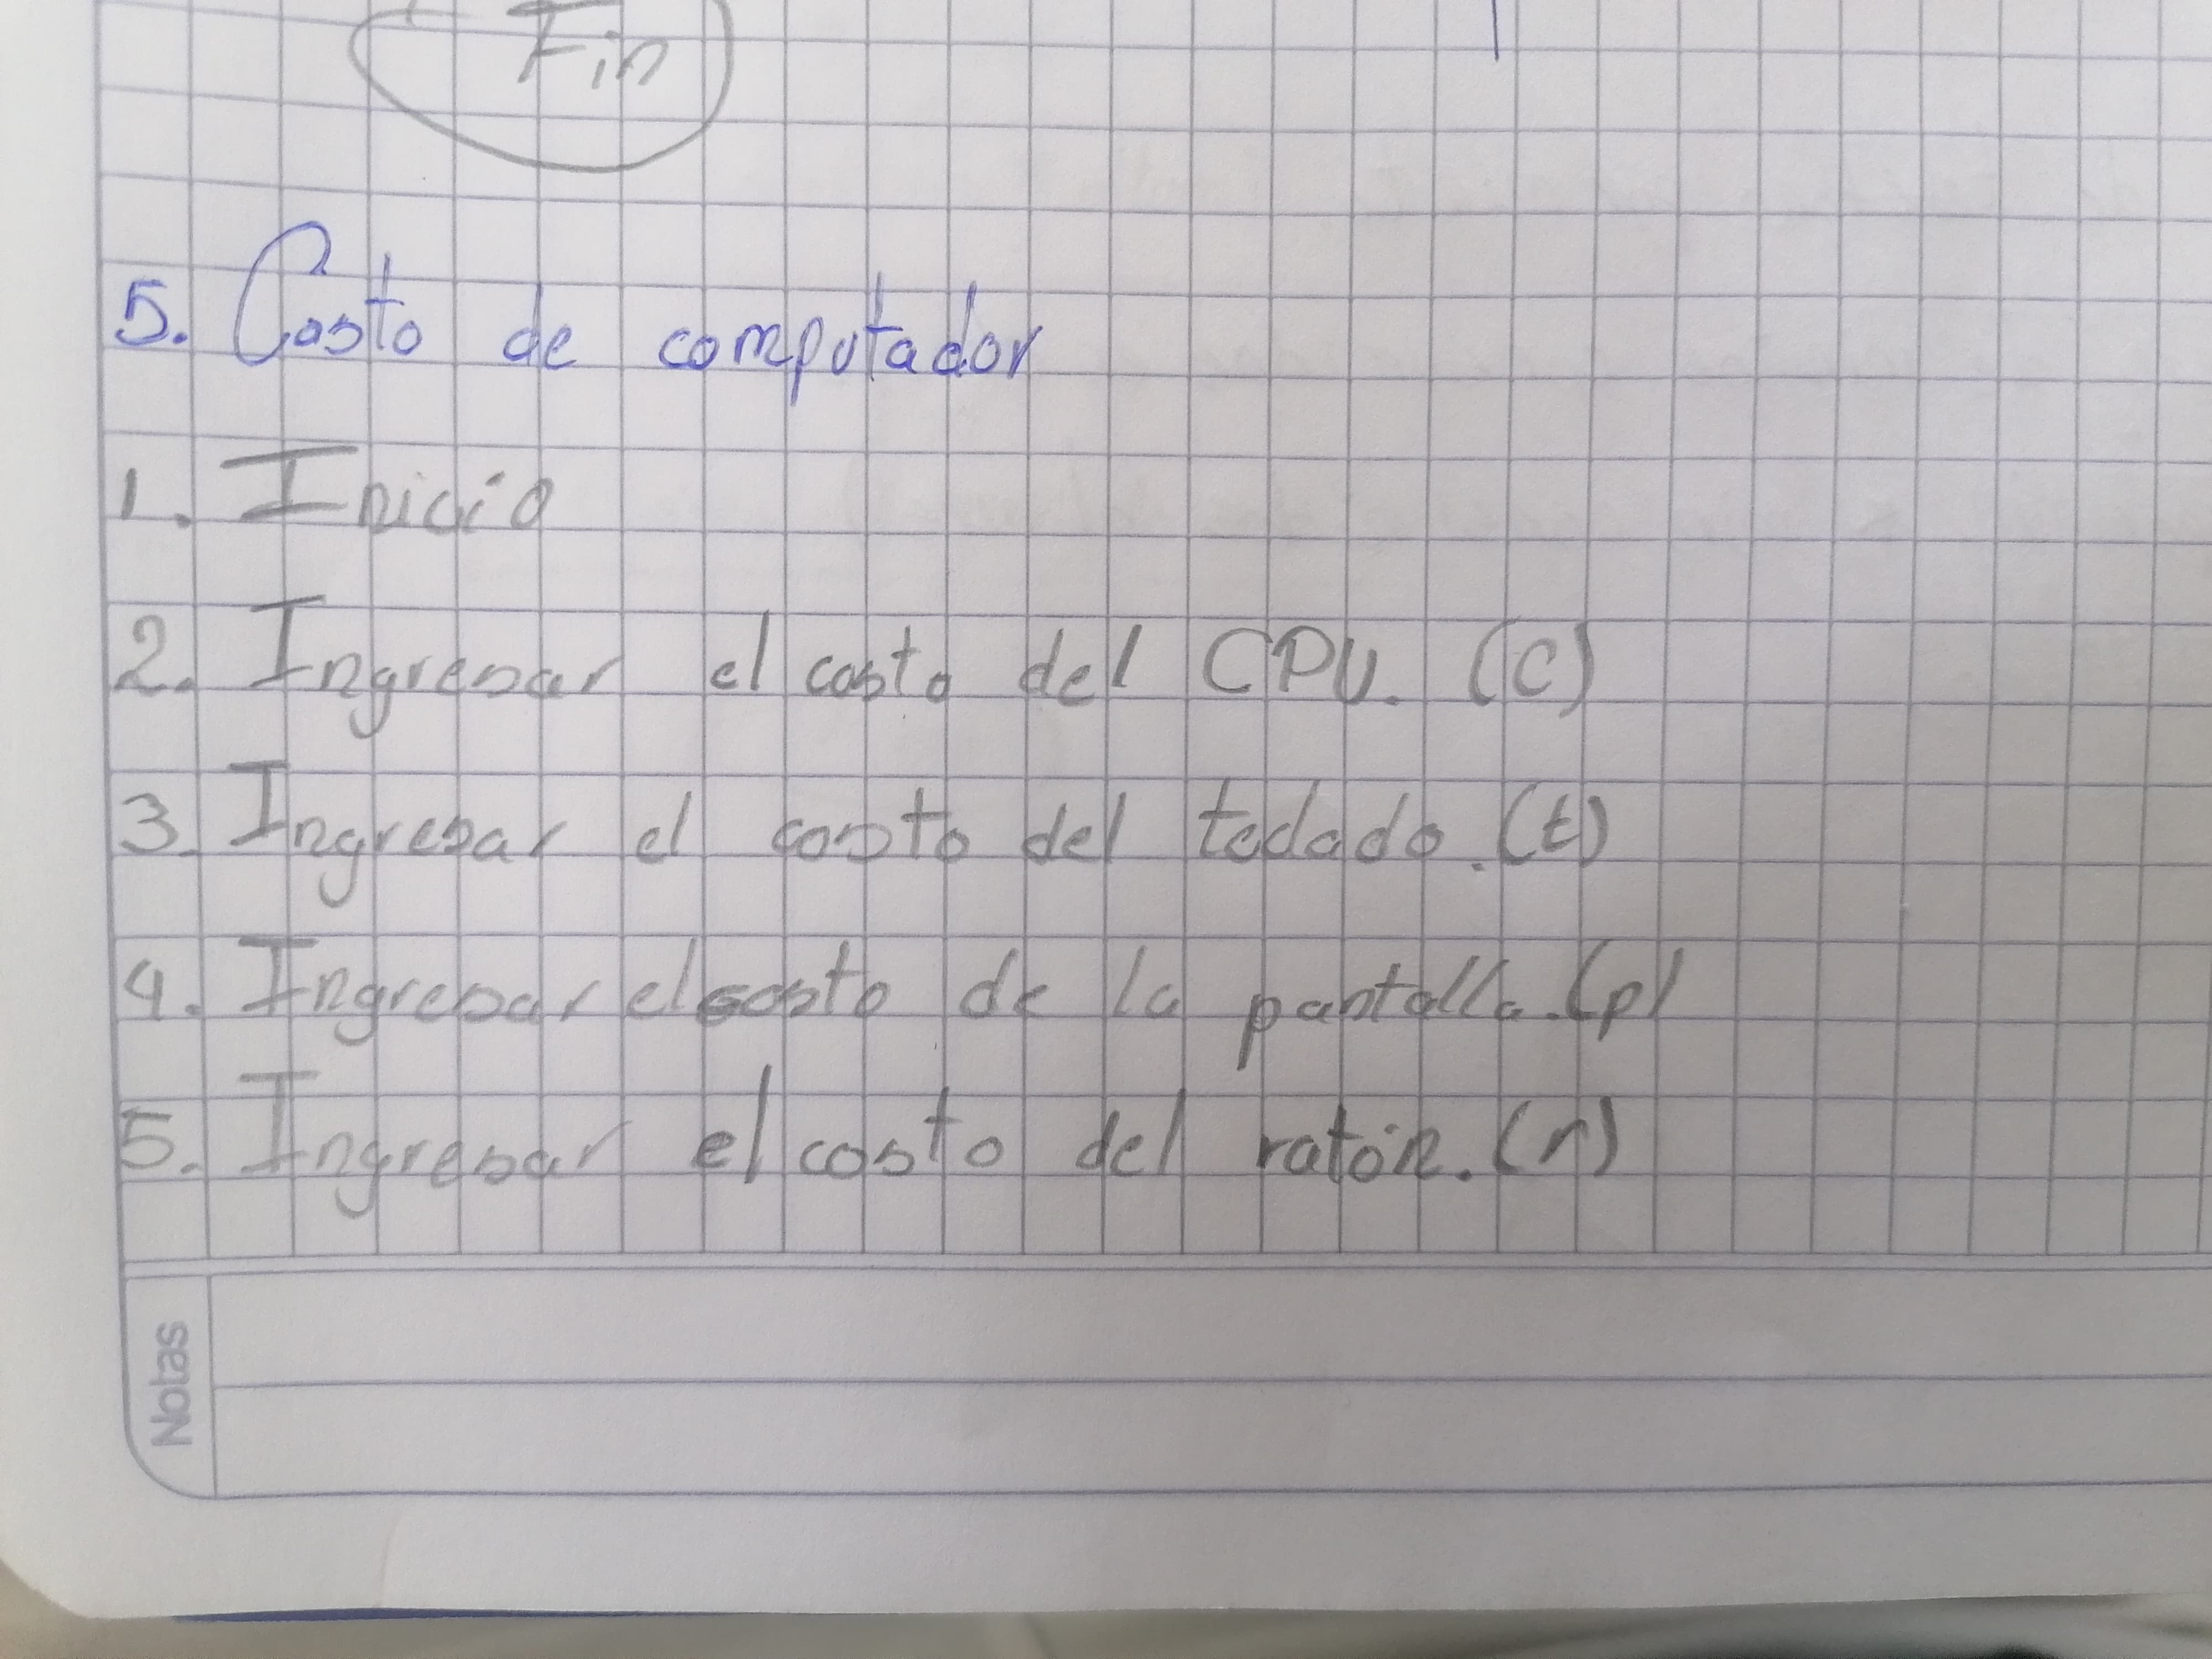 Fin
5. Costo de computador
1. Inicio
2. Ingresar el costo del CPU. (C)
3. Ingresar el costo del teclado. (t)
4. Ingresar el costo de la pantalla. (p)
5. Ingresar el costo del ratón. (r)
Notas